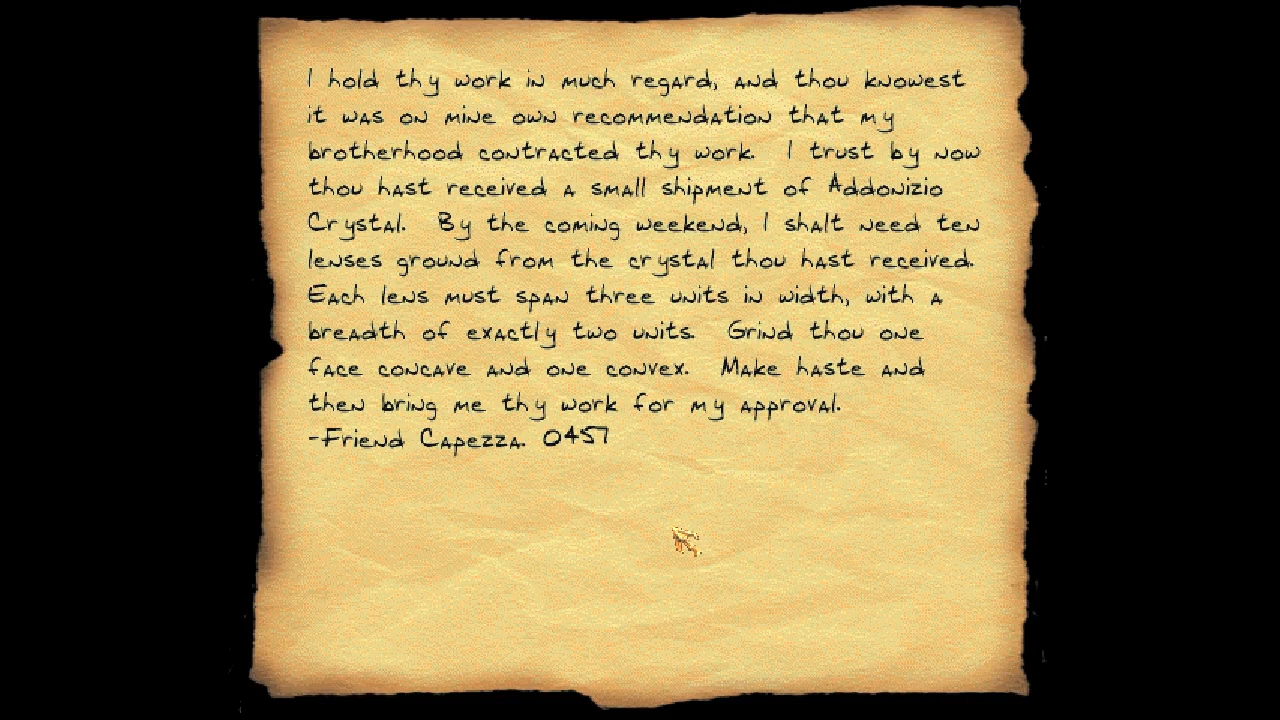 I hold thy work in much regard, and thou knowest
it was on mine own recommendation that my
brotherhood contracted thy work.  I trust by now
thou hast received a small shipment of Addonizio
Crystal.  By the coming weekend, I shalt need ten
lenses ground from the crystal thou hast received.
Each lens must span three units in width, with a
breadth of exactly two units.  Grind thou one
face concave and one convex.  Make haste and
then bring me thy work for my approval.
-Friend Capezza. 0457